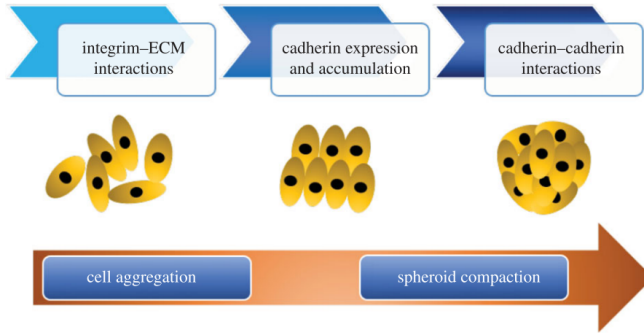 integrim–ECM
interactions
cadherin expression
and accumulation
cadherin–cadherin
interactions
cell aggregation
spheroid compaction